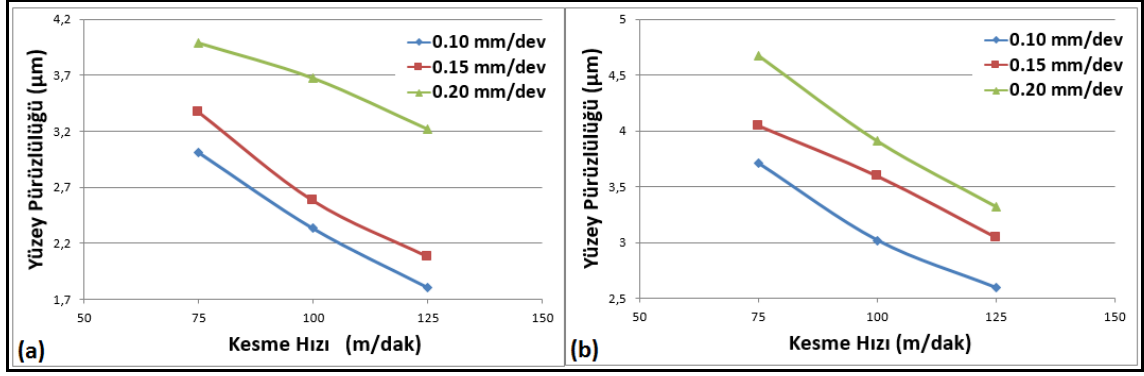 4,2
3,7
3,2
2,7
2,2
1,7
50
75
100
125
150
Yüzey Pürüzlülüğü (µm)
Kesme Hızı (m/dak)
0.10 mm/dev
0.15 mm/dev
0.20 mm/dev
(a)
5
4,5
4
3,5
3
2,5
50
75
100
125
150
Yüzey Pürüzlülüğü (µm)
Kesme Hızı (m/dak)
0.10 mm/dev
0.15 mm/dev
0.20 mm/dev
(b)